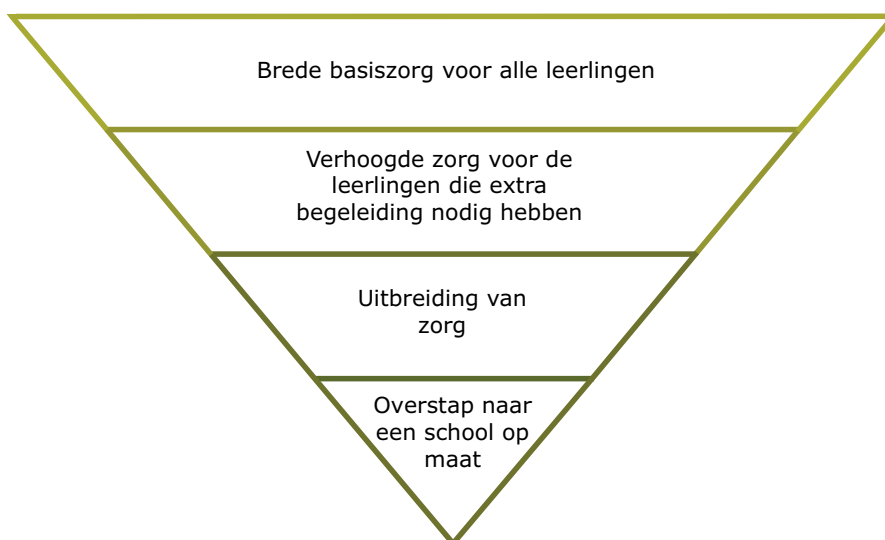 Brede basiszorg voor alle leerlingen
Verhoogde zorg voor de
leerlingen die extra
begeleiding nodig hebben
Uitbreiding van
zorg
Overstap naar
een school op
maat